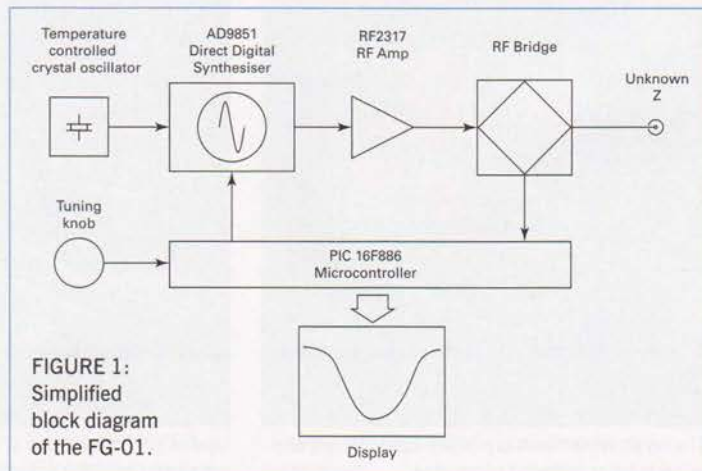 Temperature
controlled
crystal oscillator
AD9851
Direct Digital
Synthesiser
RF2317
RF Amp
RF Bridge
Unknown
Z
Tuning
knob
PIC 16F886
Microcontroller
FIGURE 1:
Simplified
block diagram
of the FG-01.
Display